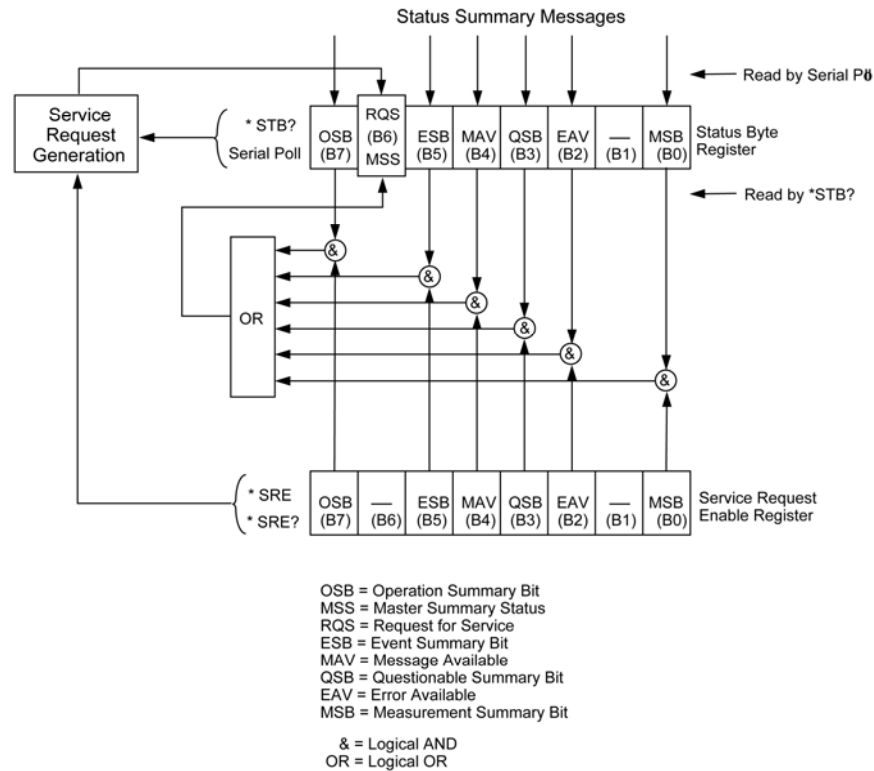 Status Summary Messages
Read by Serial Pö
Service
Request
Generation
* STB?
Serial Poll
OSB
(B7)
RQS
(B6)
MSS
ESB
(B5)
MAV
(B4)
QSB
(B3)
EAV
(B2)
—
(B1)
MSB
(B0)
Status Byte
Register
Read by *STB?
OR
&
&
&
&
&
&
* SRE
* SRE?
OSB
(B7)
—
(B6)
ESB
(B5)
MAV
(B4)
QSB
(B3)
EAV
(B2)
—
(B1)
MSB
(B0)
Service Request
Enable Register
OSB = Operation Summary Bit
MSS = Master Summary Status
RQS = Request for Service
ESB = Event Summary Bit
MAV = Message Available
QSB = Questionable Summary Bit
EAV = Error Available
MSB = Measurement Summary Bit
& = Logical AND
OR = Logical OR